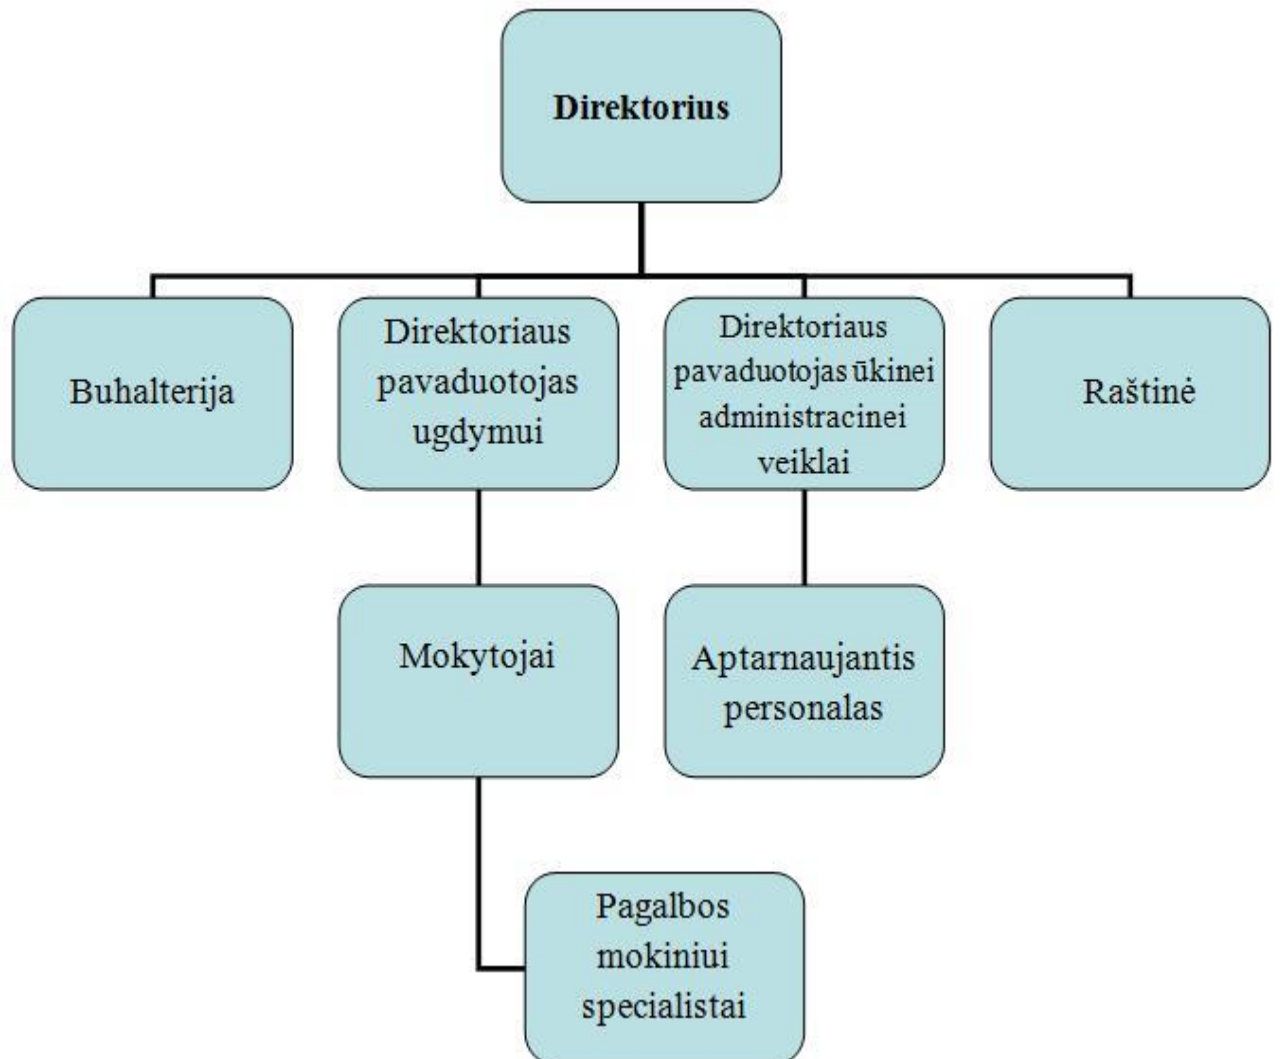 Direktorius
Buhalterija
Direktoriaus
pavaduotojas
ugdymui
Direktoriaus
pavaduotojas ūkinei
administracinei
veiklai
Raštinė
Mokytojai
Aptarnaujantis
personalas
Pagalbos
mokiniui
specialistai